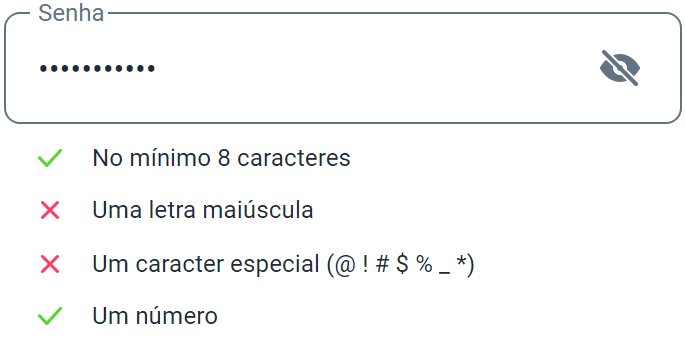 Senha
•••••••••••
No mínimo 8 caracteres
Uma letra maiúscula
Um caracter especial (@ ! # $ % _ *)
Um número